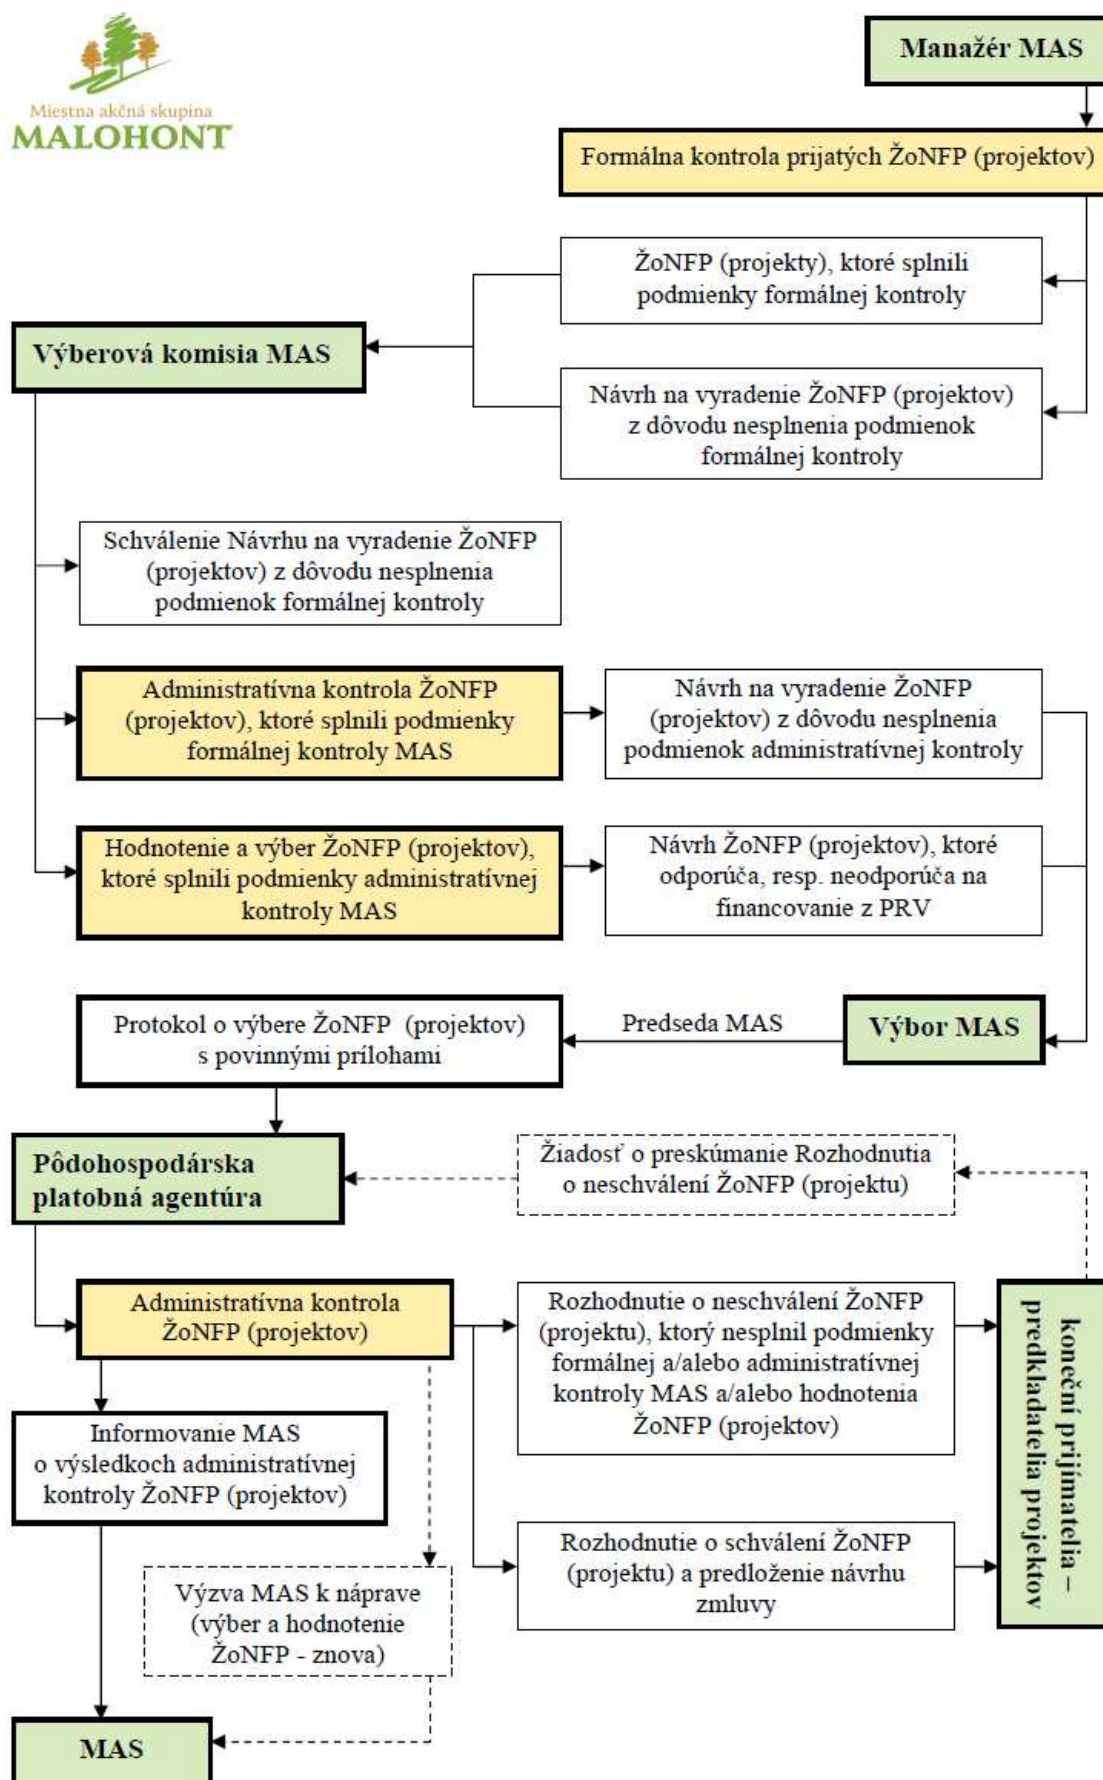 Miestna akčná skupina
MALOHONT
Manažér MAS
Formálna kontrola prijatých ŽoNFP (projektov)
ŽoNFP (projekty), ktoré splnili
podmienky formálnej kontroly
Výberová komisia MAS
Návrh na vyradenie ŽoNFP (projektov)
z dôvodu nesplnenia podmienok
formálnej kontroly
Schválenie Návrhu na vyradenie ŽoNFP
(projektov) z dôvodu nesplnenia
podmienok formálnej kontroly
Administratívna kontrola ŽoNFP
(projektov), ktoré splnili podmienky
formálnej kontroly MAS
Návrh na vyradenie ŽoNFP
(projektov) z dôvodu nesplnenia
podmienok administratívnej kontroly
Hodnotenie a výber ŽoNFP (projektov),
ktoré splnili podmienky administratívnej
kontroly MAS
Návrh ŽoNFP (projektov), ktoré
odporúča, resp. neodporúča na
financovanie z PRV
Protokol o výbere ŽoNFP (projektov)
s povinnými prílohami
Predseda MAS
Výbor MAS
Pôdohospodárska
platobná agentúra
Žiadosť o preskúmanie Rozhodnutia
o neschválení ŽoNFP (projektu)
Administratívna kontrola
ŽoNFP (projektov)
Rozhodnutie o neschválení ŽoNFP
(projektu), ktorý nesplnil podmienky
formálnej a/alebo administratívnej
kontroly MAS a/alebo hodnotenia
ŽoNFP (projektov)
koneční prijímatelia –
predkladatelia projektov
Informovanie MAS
o výsledkoch administratívnej
kontroly ŽoNFP (projektov)
Rozhodnutie o schválení ŽoNFP
(projektu) a predloženie návrhu
zmluvy
Výzva MAS k náprave
(výber a hodnotenie
ŽoNFP - znova)
MAS